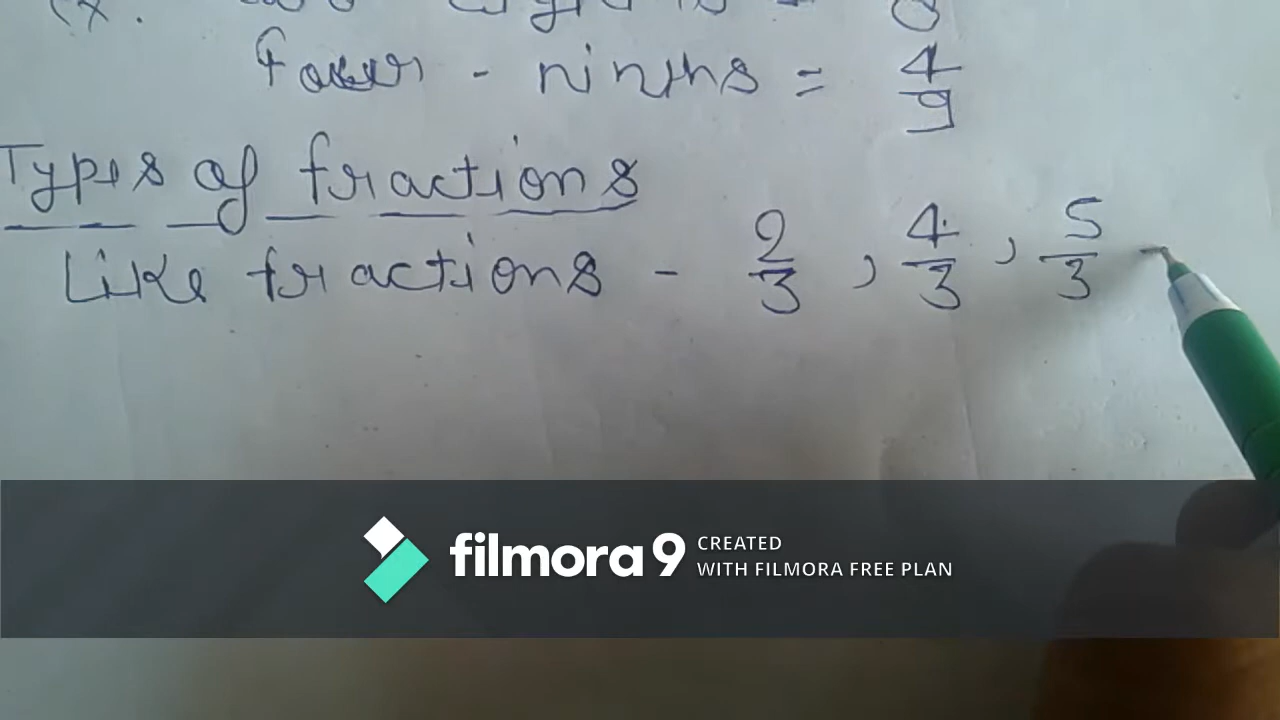 Four - ninths = 4/9
Types of fractions
Like fractions - 2/3 , 4/3 , 5/3
filmora 9 CREATED
WITH FILMORA FREE PLAN